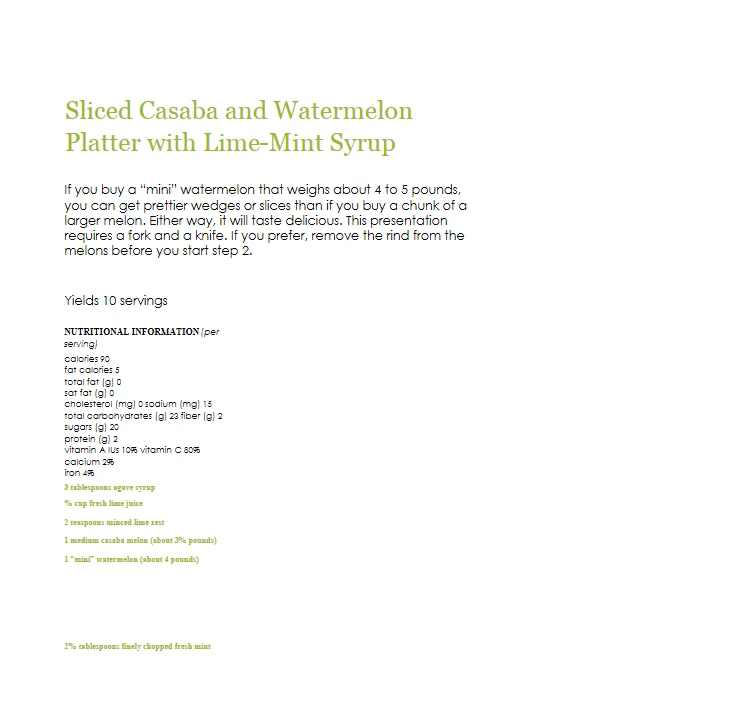 Sliced Casaba and Watermelon
Platter with Lime-Mint Syrup
If you buy a “mini” watermelon that weighs about 4 to 5 pounds,
you can get prettier wedges or slices than if you buy a chunk of a
larger melon. Either way, it will taste delicious. This presentation
requires a fork and a knife. If you prefer, remove the rind from the
melons before you start step 2.
Yields 10 servings
NUTRITIONAL INFORMATION (per
serving)
calories 90
fat calories 5
total fat (g) 0
sat fat (g) 0
cholesterol (mg) 0 sodium (mg) 15
total carbohydrates (g) 23 fiber (g) 2
sugars (g) 20
protein (g) 2
vitamin A IUs 10% vitamin C 80%
calcium 2%
iron 4%
3 tablespoons agave syrup
% cup fresh lime juice
2 teaspoons minced lime zest
1 medium casaba melon (about 3% pounds)
1 “mini” watermelon (about 4 pounds)
2% tablespoons finely chopped fresh mint